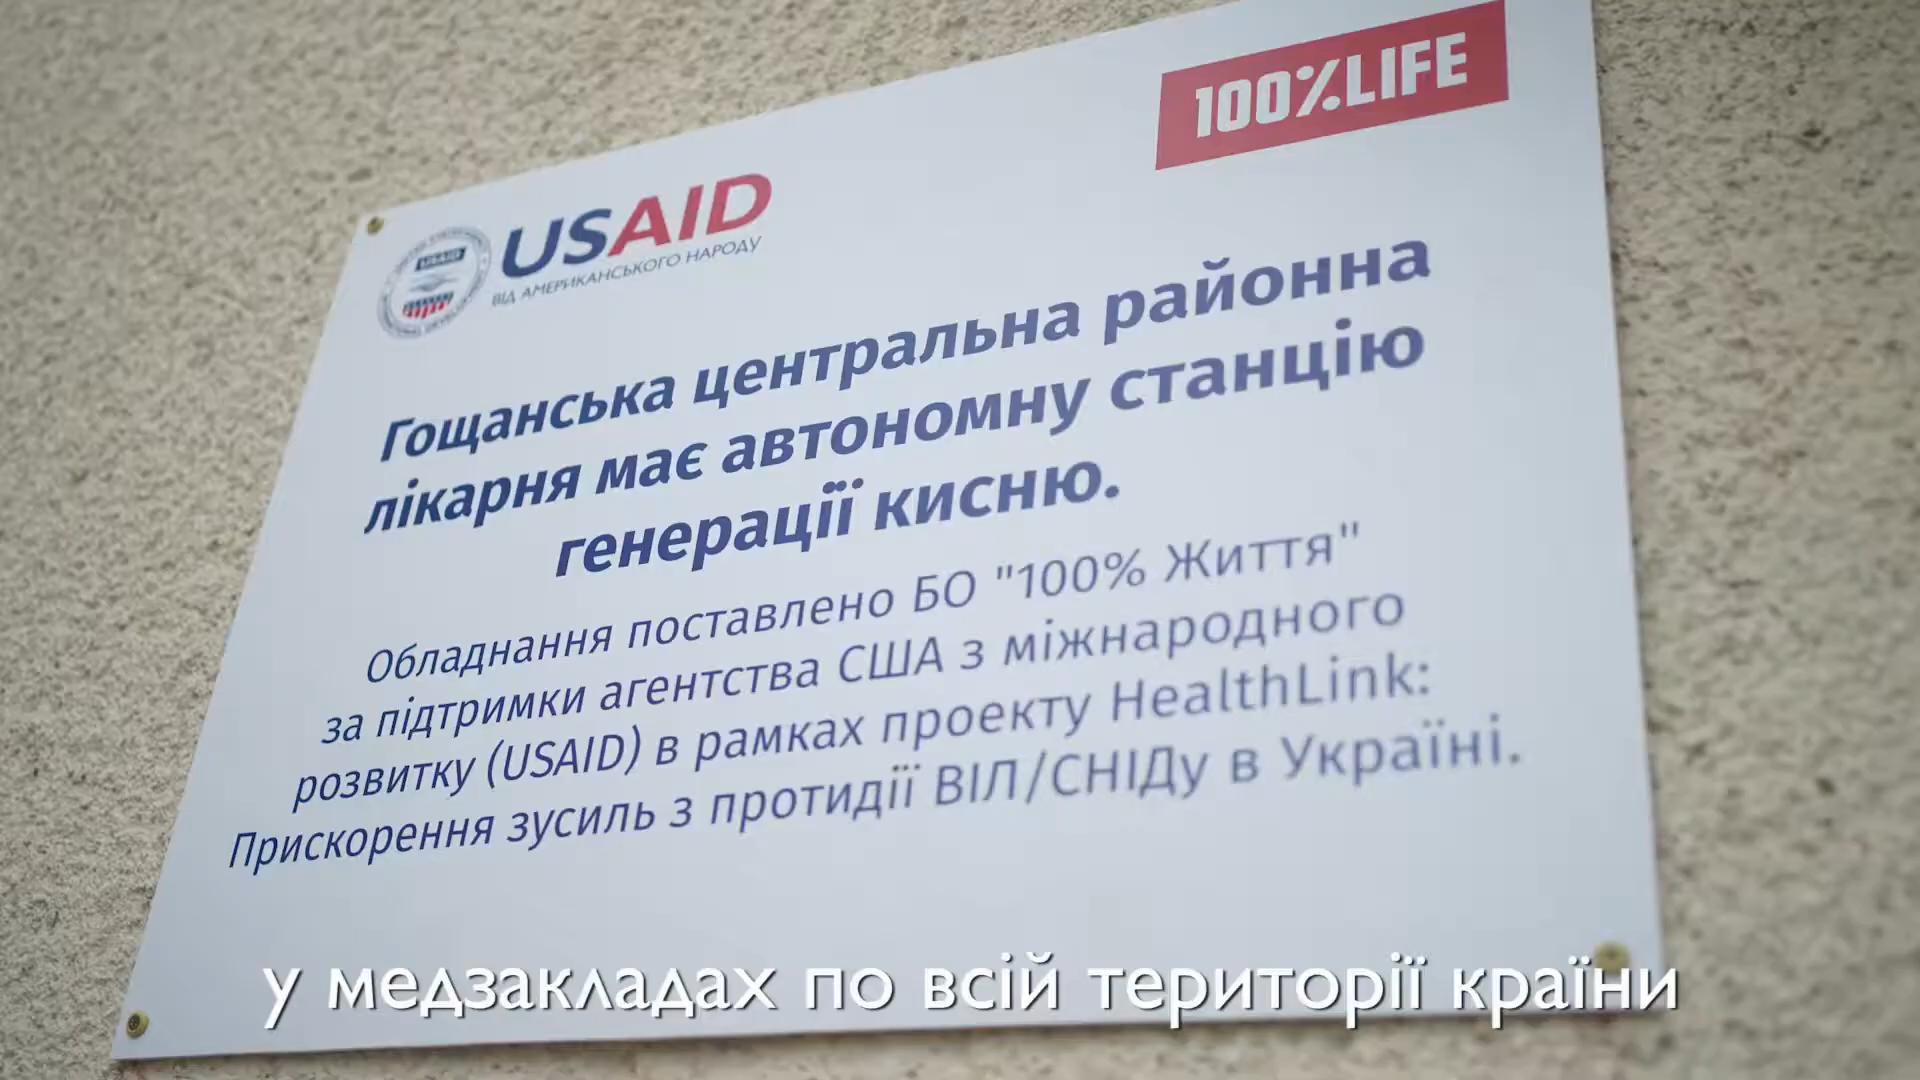 100%LIFE
USAID
USAID
ВІД АМЕРИКАНСЬКОГО НАРОДУ
Гощанська центральна районна
лікарня має автономну станцію
генерації кисню.
Обладнання поставлено БО "100% Життя"
за підтримки агентства США з міжнародного
розвитку (USAID) в рамках проекту HealthLink:
Прискорення зусиль з протидії ВІЛ/СНІДу в Україні.
у медзакладах по всій території країни